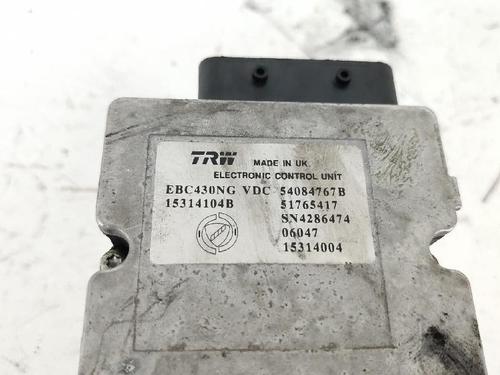 TRW MADE IN UK
ELECTRONIC CONTROL UNIT
EBC430NG VDC 54084767B
15314104B 51765417
SN4286474
06047
15314004